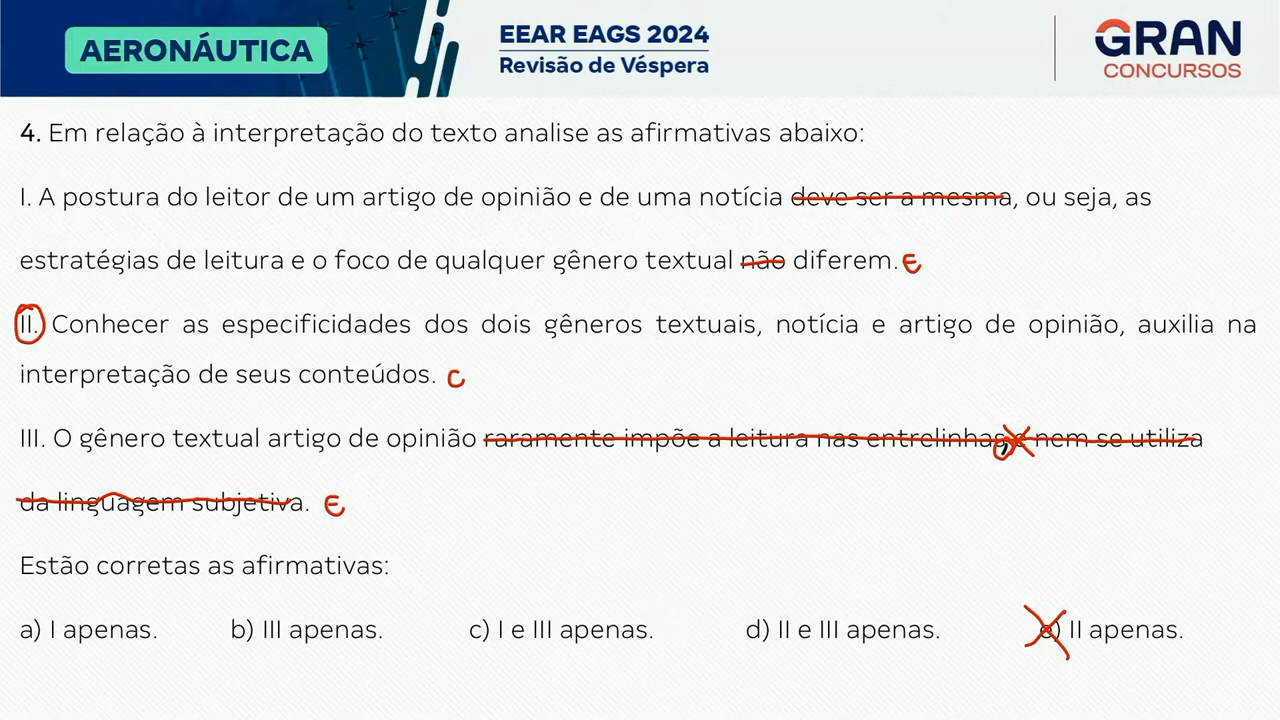 AERONÁUTICA
EEAR EAGS 2024
Revisão de Véspera
GRAN
CONCURSOS
4. Em relação à interpretação do texto analise as afirmativas abaixo:
I. A postura do leitor de um artigo de opinião e de uma notícia deve ser a mesma, ou seja, as
estratégias de leitura e o foco de qualquer gênero textual não diferem. E
II. Conhecer as especificidades dos dois gêneros textuais, notícia e artigo de opinião, auxilia na
interpretação de seus conteúdos. C
III. O gênero textual artigo de opinião raramente impõe a leitura nas entrelinhas, e nem se utiliza
da linguagem subjetiva. E
Estão corretas as afirmativas:
a) I apenas. b) III apenas. c) I e III apenas. d) II e III apenas. e) II apenas.